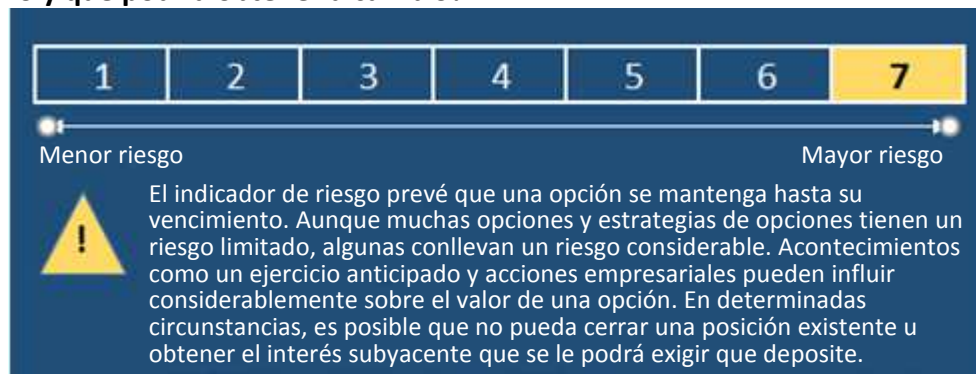 1 2 3 4 5 6 7
Menor riesgo Mayor riesgo
El indicador de riesgo prevé que una opción se mantenga hasta su
vencimiento. Aunque muchas opciones y estrategias de opciones tienen un
riesgo limitado, algunas conllevan un riesgo considerable. Acontecimientos
como un ejercicio anticipado y acciones empresariales pueden influir
considerablemente sobre el valor de una opción. En determinadas
circunstancias, es posible que no pueda cerrar una posición existente u
obtener el interés subyacente que se le podrá exigir que deposite.